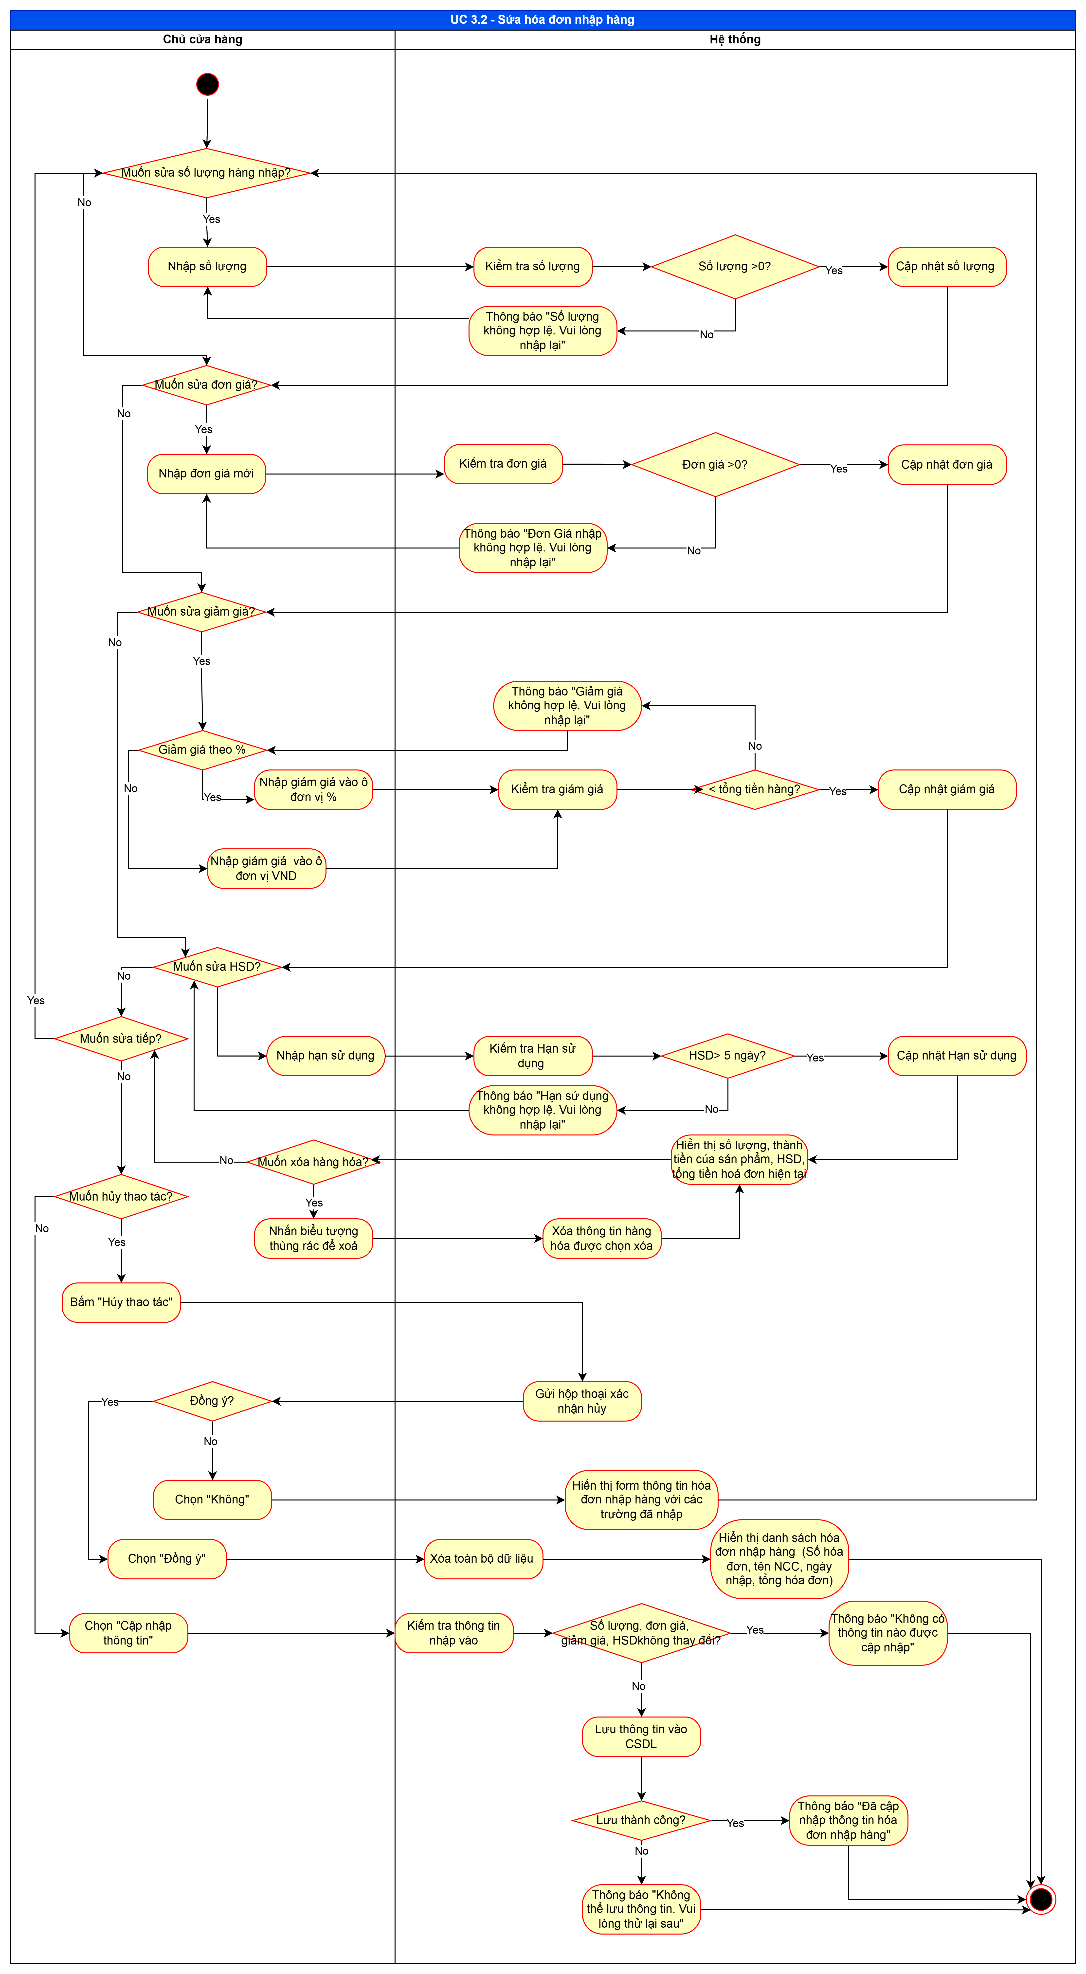 UC 3.2 - Sửa hóa đơn nhập hàng
Chủ cửa hàng
Hệ thống
Muốn sửa số lượng hàng nhập?
No
Yes
Nhập số lượng
Kiểm tra số lượng
Số lượng >0?
Yes
Cập nhật số lượng
Thông báo "Số lượng
không hợp lệ. Vui lòng
nhập lại"
No
Muốn sửa đơn giá?
No
Yes
Nhập đơn giá mới
Kiểm tra đơn giá
Đơn giá >0?
Yes
Cập nhật đơn giá
Thông báo "Đơn Giá nhập
không hợp lệ. Vui lòng
nhập lại"
No
Muốn sửa giảm giá?
No
Yes
Thông báo "Giảm giá
không hợp lệ. Vui lòng
nhập lại"
No
Giảm giá theo %
No
Yes
Nhập giảm giá vào ô
đơn vị %
Kiểm tra giảm giá
< tổng tiền hàng?
Yes
Cập nhật giảm giá
Nhập giảm giá  vào ô
đơn vị VND
Muốn sửa HSD?
No
Yes
Muốn sửa tiếp?
No
Nhập hạn sử dụng
Kiểm tra Hạn sử
dụng
HSD> 5 ngày?
Yes
Cập nhật Hạn sử dụng
Thông báo "Hạn sử dụng
không hợp lệ. Vui lòng
nhập lại"
No
Muốn xóa hàng hóa?
No
Yes
Hiển thị số lượng, thành
tiền của sản phẩm, HSD,
tổng tiền hoá đơn hiện tại
Muốn hủy thao tác?
No
Yes
Nhấn biểu tượng
thùng rác để xoá
Xóa thông tin hàng
hóa được chọn xóa
Bấm "Hủy thao tác"
Gửi hộp thoại xác
nhận hủy
Đồng ý?
Yes
No
Chọn "Không"
Hiển thị form thông tin hóa
đơn nhập hàng với các
trường đã nhập
Chọn "Đồng ý"
Xóa toàn bộ dữ liệu
Hiển thị danh sách hóa
đơn nhập hàng  (Số hóa
đơn, tên NCC, ngày
nhập, tổng hóa đơn)
Chọn "Cập nhập
thông tin"
Kiểm tra thông tin
nhập vào
Số lượng. đơn giá,
giảm giá, HSDkhông thay đổi?
Yes
Thông báo "Không có
thông tin nào được
cập nhập"
No
Lưu thông tin vào
CSDL
Lưu thành công?
Yes
Thông báo "Đã cập
nhập thông tin hóa
đơn nhập hàng"
No
Thông báo "Không
thể lưu thông tin. Vui
lòng thử lại sau"